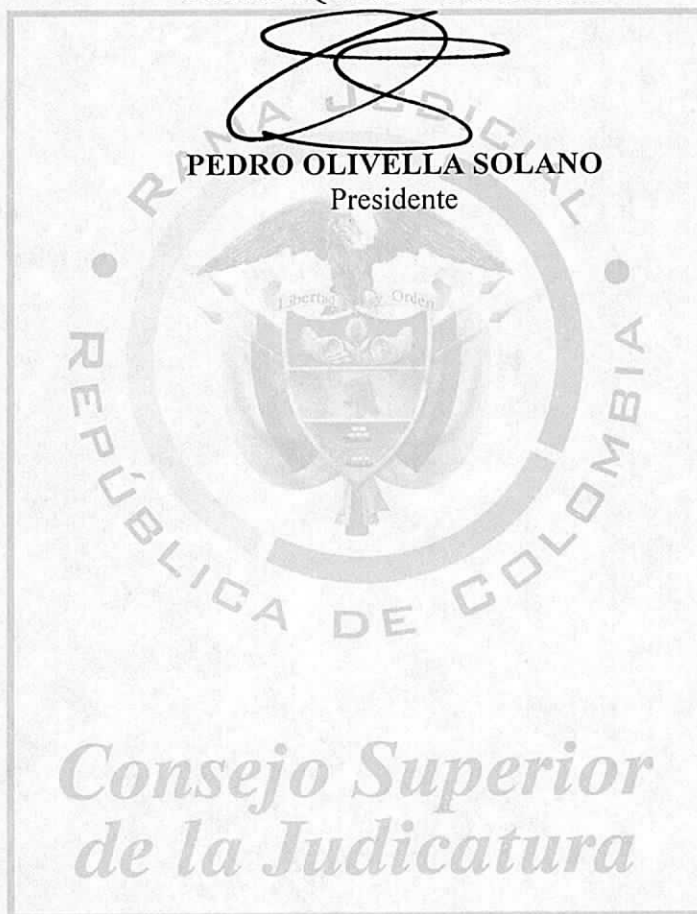 PEDRO OLIVELLA SOLANO
Presidente
RAMA JUDICIAL
Libertad y Orden
REPÚBLICA DE COLOMBIA
Consejo Superior
de la Judicatura